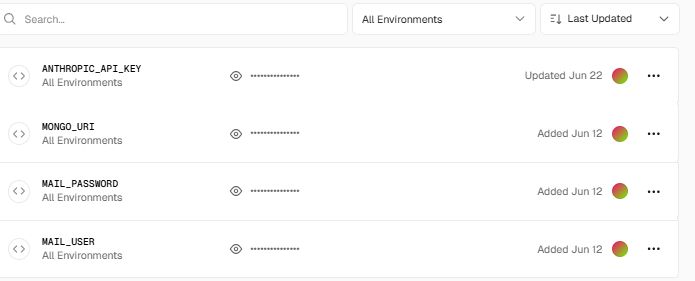 Search...
All Environments
Last Updated
ANTHROPIC_API_KEY
All Environments
•••••••••••••••
Updated Jun 22
MONGO_URI
All Environments
•••••••••••••••
Added Jun 12
MAIL_PASSWORD
All Environments
•••••••••••••••
Added Jun 12
MAIL_USER
All Environments
•••••••••••••••
Added Jun 12